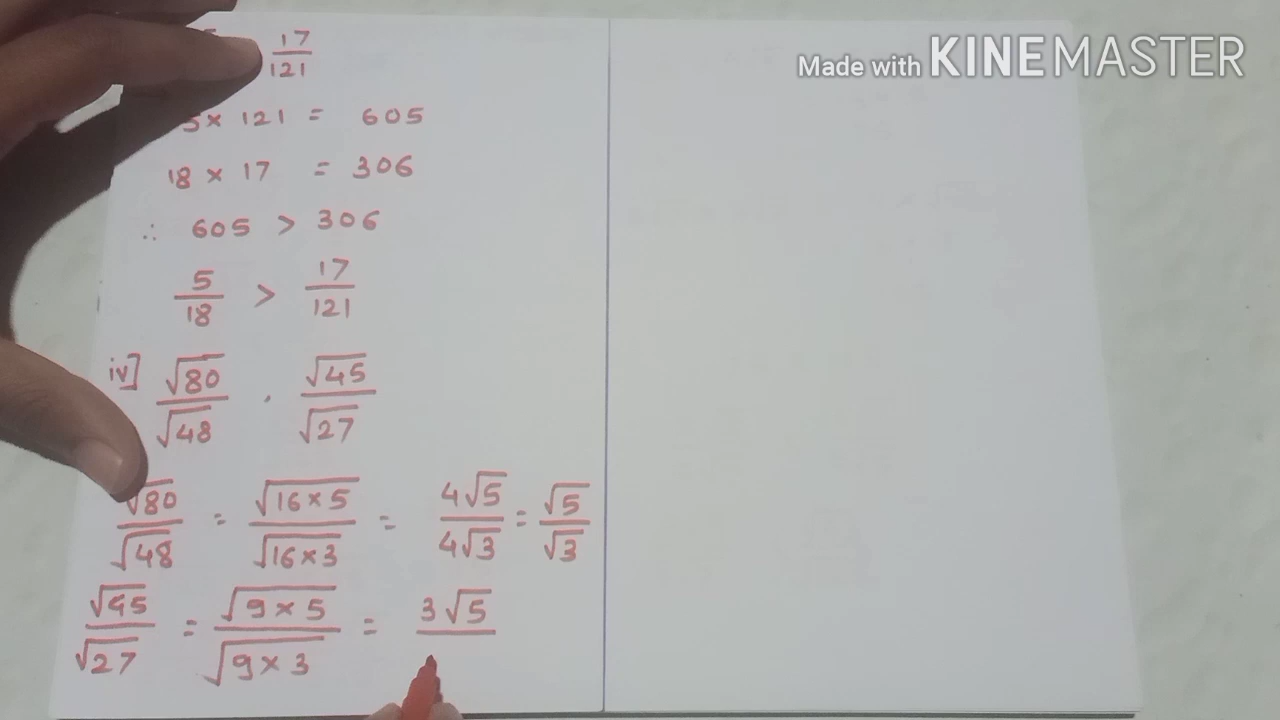 17/121
Made with KINEMASTER
5 × 121 = 605
18 × 17 = 306
∴ 605 > 306
5/18 > 17/121
iv] √80/√48 , √45/√27
√80/√48 = √16×5/√16×3 = 4√5/4√3 = √5/√3
√45/√27 = √9×5/√9×3 = 3√5